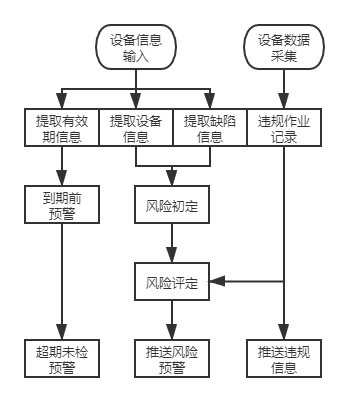 设备信息
输入
设备数据
采集
提取有效
期信息
提取设备
信息
提取缺陷
信息
违规作业
记录
到期前
预警
风险初定
风险评定
超期未检
预警
推送风险
预警
推送违规
信息